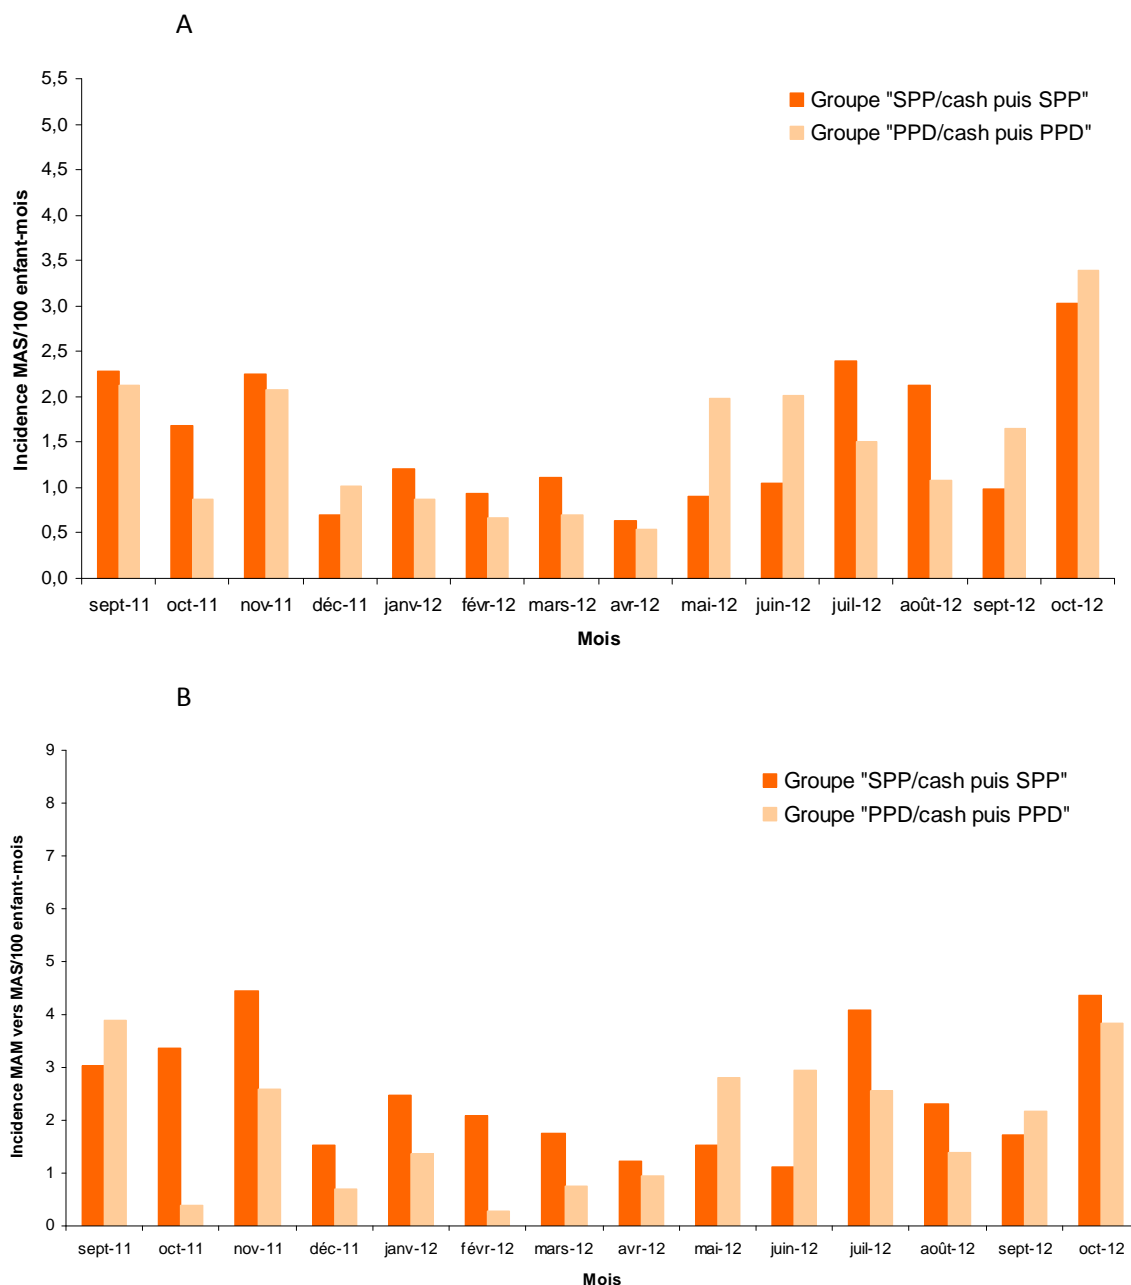 A
Incidence MAS/100 enfant-mois
5,5
5,0
4,5
4,0
3,5
3,0
2,5
2,0
1,5
1,0
0,5
0,0
Groupe "SPP/cash puis SPP"
Groupe "PPD/cash puis PPD"
sept-11 oct-11 nov-11 déc-11 janv-12 févr-12 mars-12 avr-12 mai-12 juin-12 juil-12 août-12 sept-12 oct-12
Mois
B
Incidence MAM vers MAS/100 enfant-mois
9
8
7
6
5
4
3
2
1
0
Groupe "SPP/cash puis SPP"
Groupe "PPD/cash puis PPD"
sept-11 oct-11 nov-11 déc-11 janv-12 févr-12 mars-12 avr-12 mai-12 juin-12 juil-12 août-12 sept-12 oct-12
Mois